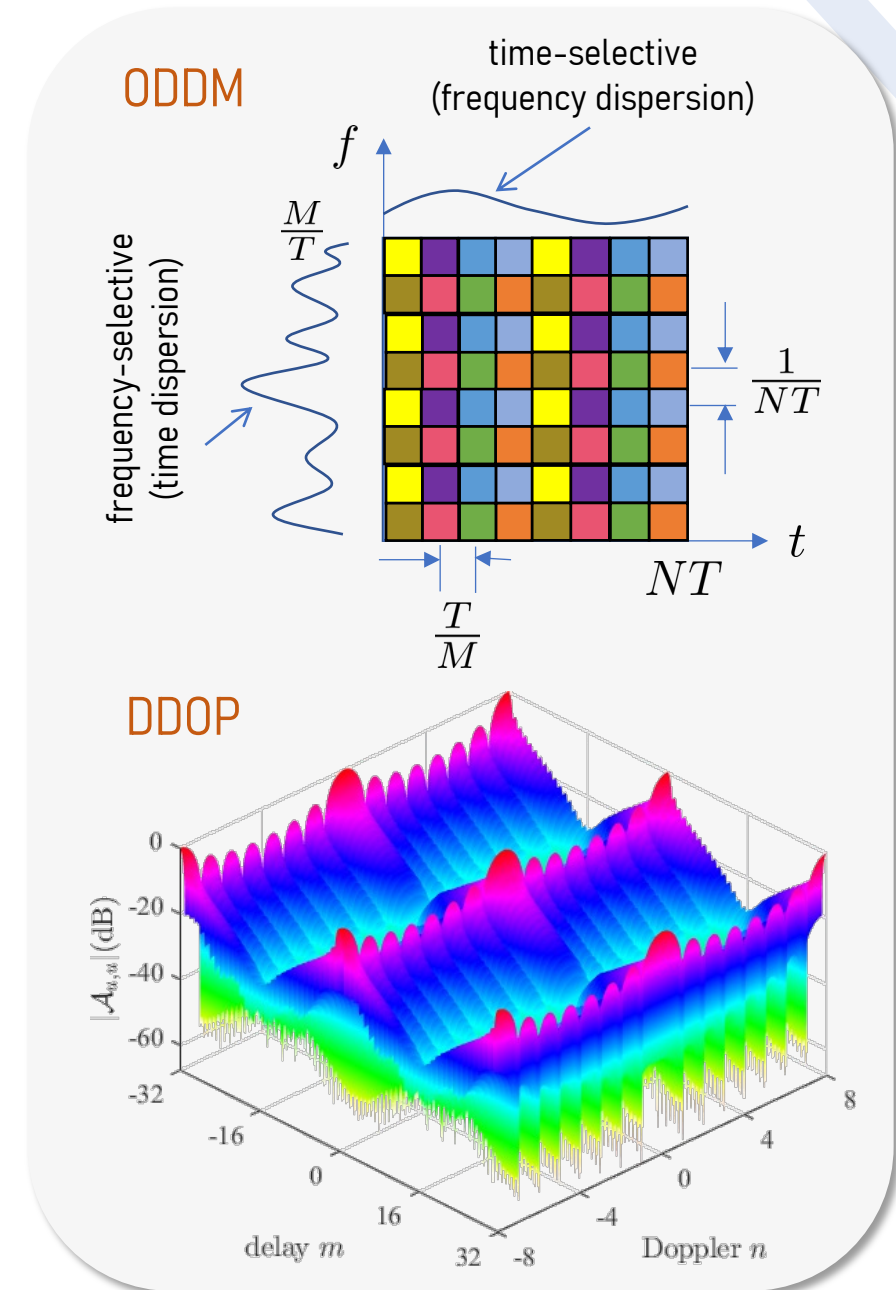 ODDM
time-selective
(frequency dispersion)
f
M/T
frequency-selective
(time dispersion)
1/NT
t
NT
T/M
DDOP
|𝒜u,u|(dB)
0
-20
-40
-60
-32
-16
0
16
32
delay m
-8
-4
0
4
8
Doppler n